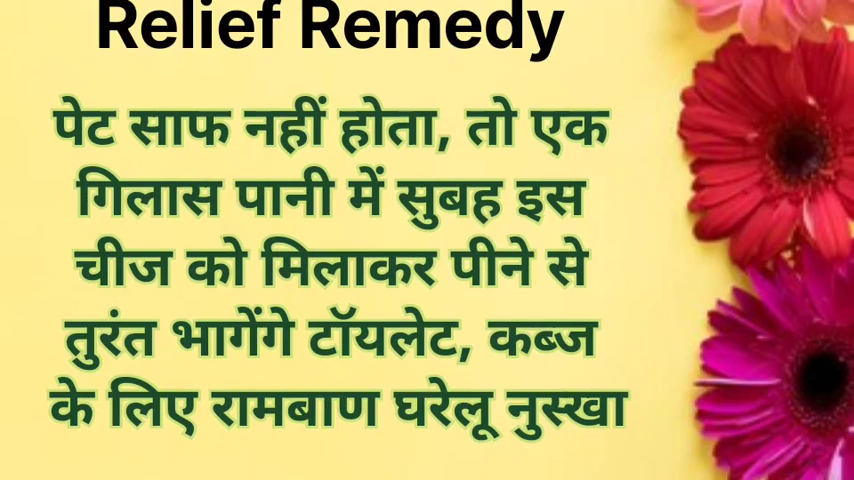 Relief Remedy
पेट साफ नहीं होता, तो एक
गिलास पानी में सुबह इस
चीज को मिलाकर पीने से
तुरंत भागेंगे टॉयलेट, कब्ज
के लिए रामबाण घरेलू नुस्खा